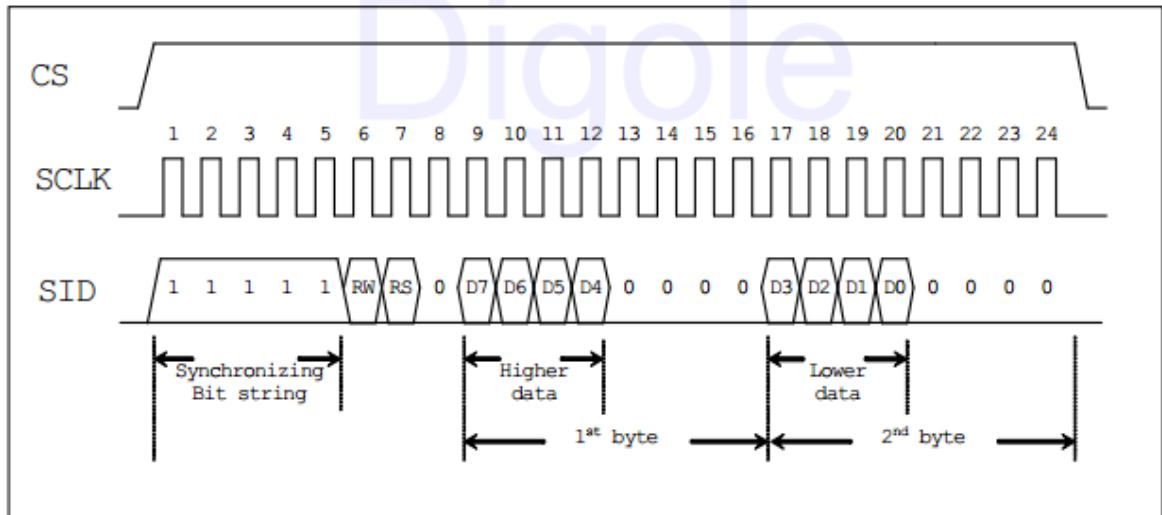 Digole
CS
1 2 3 4 5 6 7 8 9 10 11 12 13 14 15 16 17 18 19 20 21 22 23 24
SCLK
SID
1 1 1 1 1 RW RS 0 D7 D6 D5 D4 0 0 0 0 D3 D2 D1 D0 0 0 0 0
Synchronizing Higher Lower
Bit string data data
1st byte 2nd byte